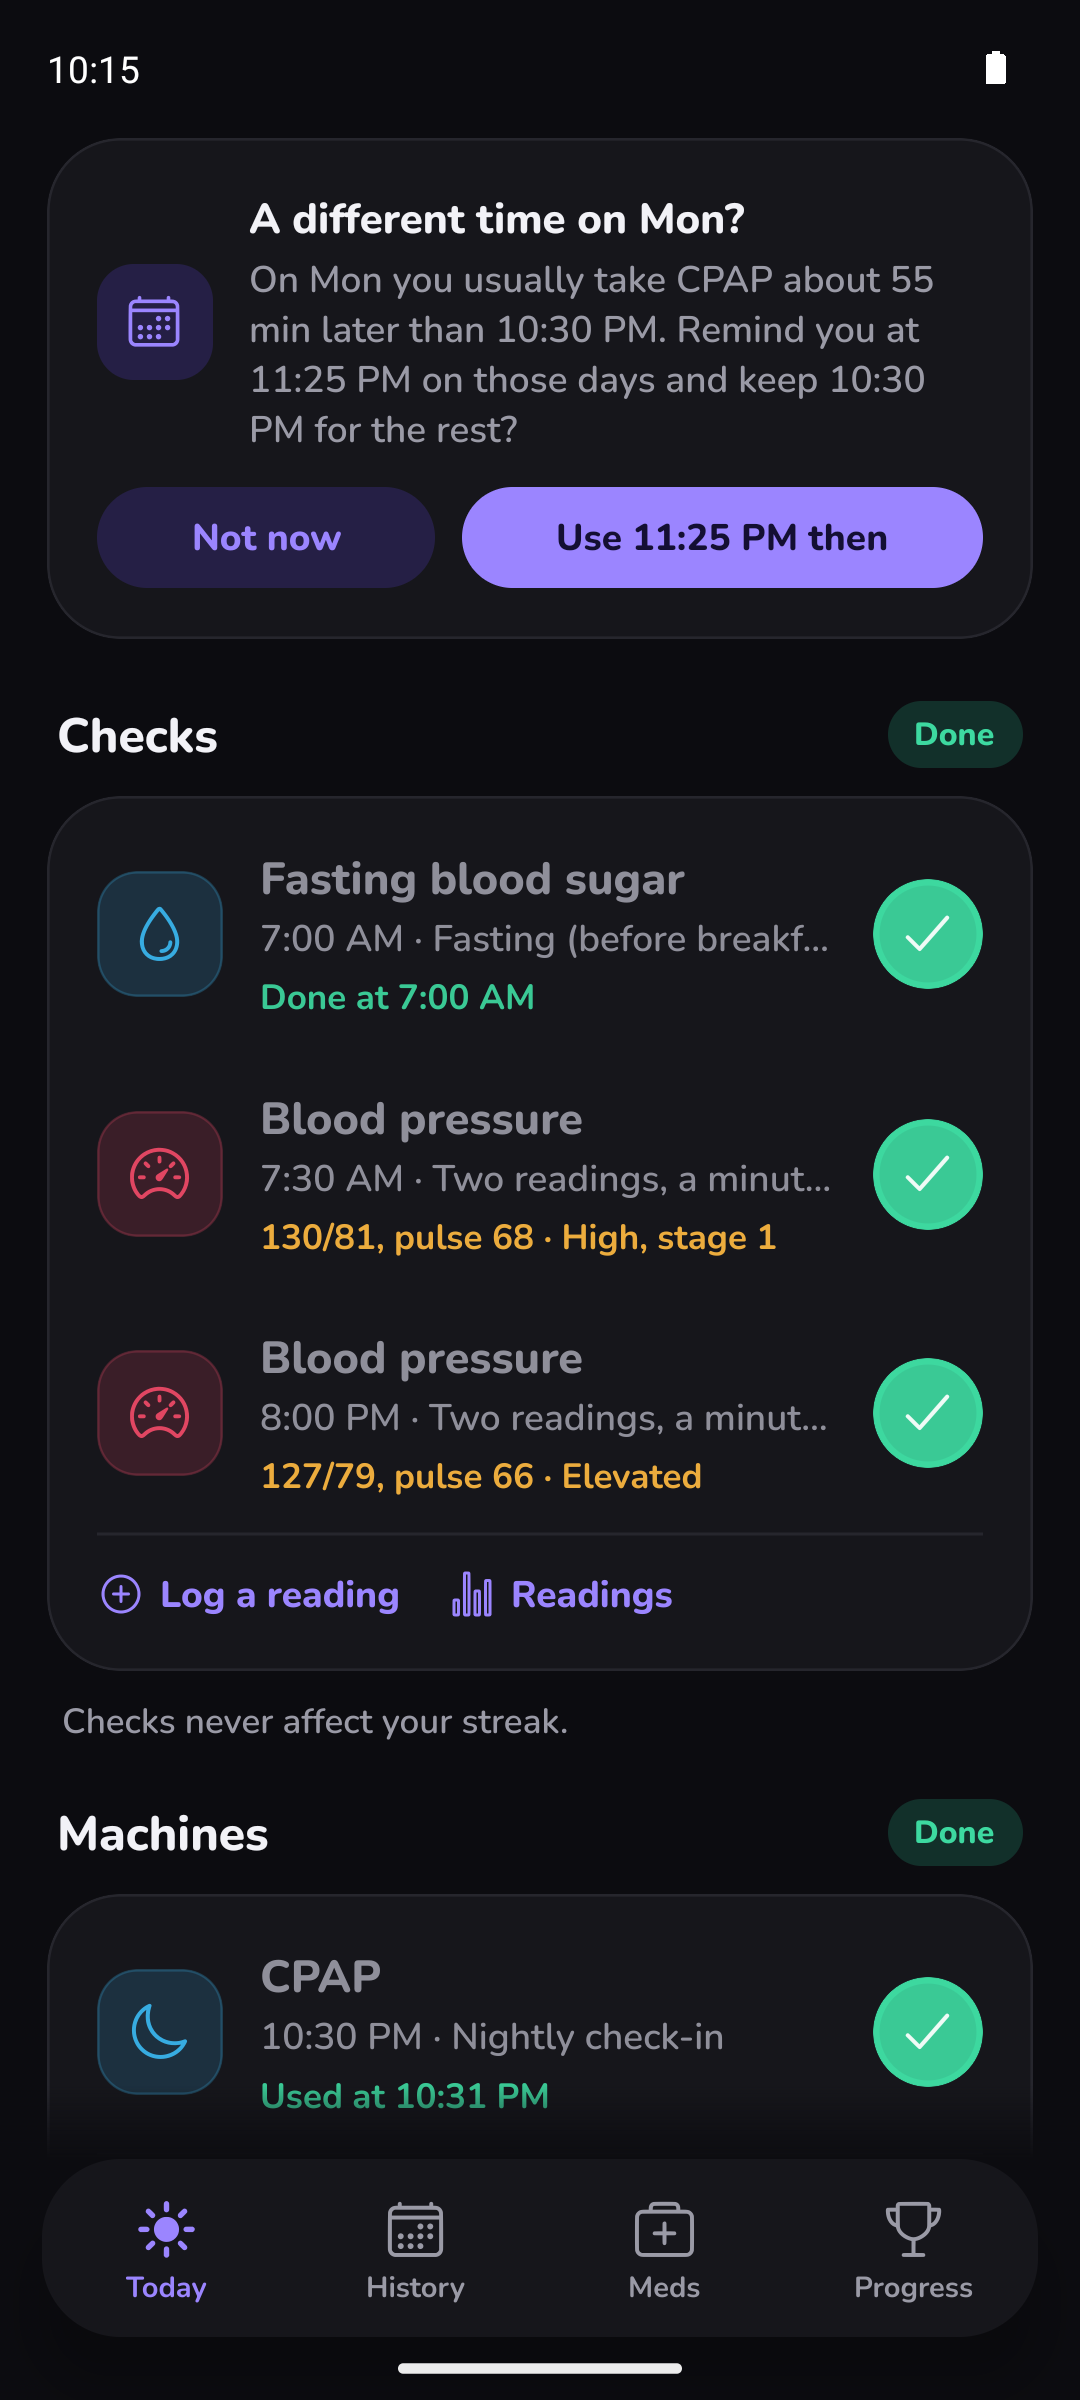 10:15
A different time on Mon?
On Mon you usually take CPAP about 55
min later than 10:30 PM. Remind you at
11:25 PM on those days and keep 10:30
PM for the rest?
Not now
Use 11:25 PM then
Checks
Done
Fasting blood sugar
7:00 AM · Fasting (before breakf...
Done at 7:00 AM
Blood pressure
7:30 AM · Two readings, a minut...
130/81, pulse 68 · High, stage 1
Blood pressure
8:00 PM · Two readings, a minut...
127/79, pulse 66 · Elevated
Log a reading
Readings
Checks never affect your streak.
Machines
Done
CPAP
10:30 PM · Nightly check-in
Used at 10:31 PM
Today
History
Meds
Progress